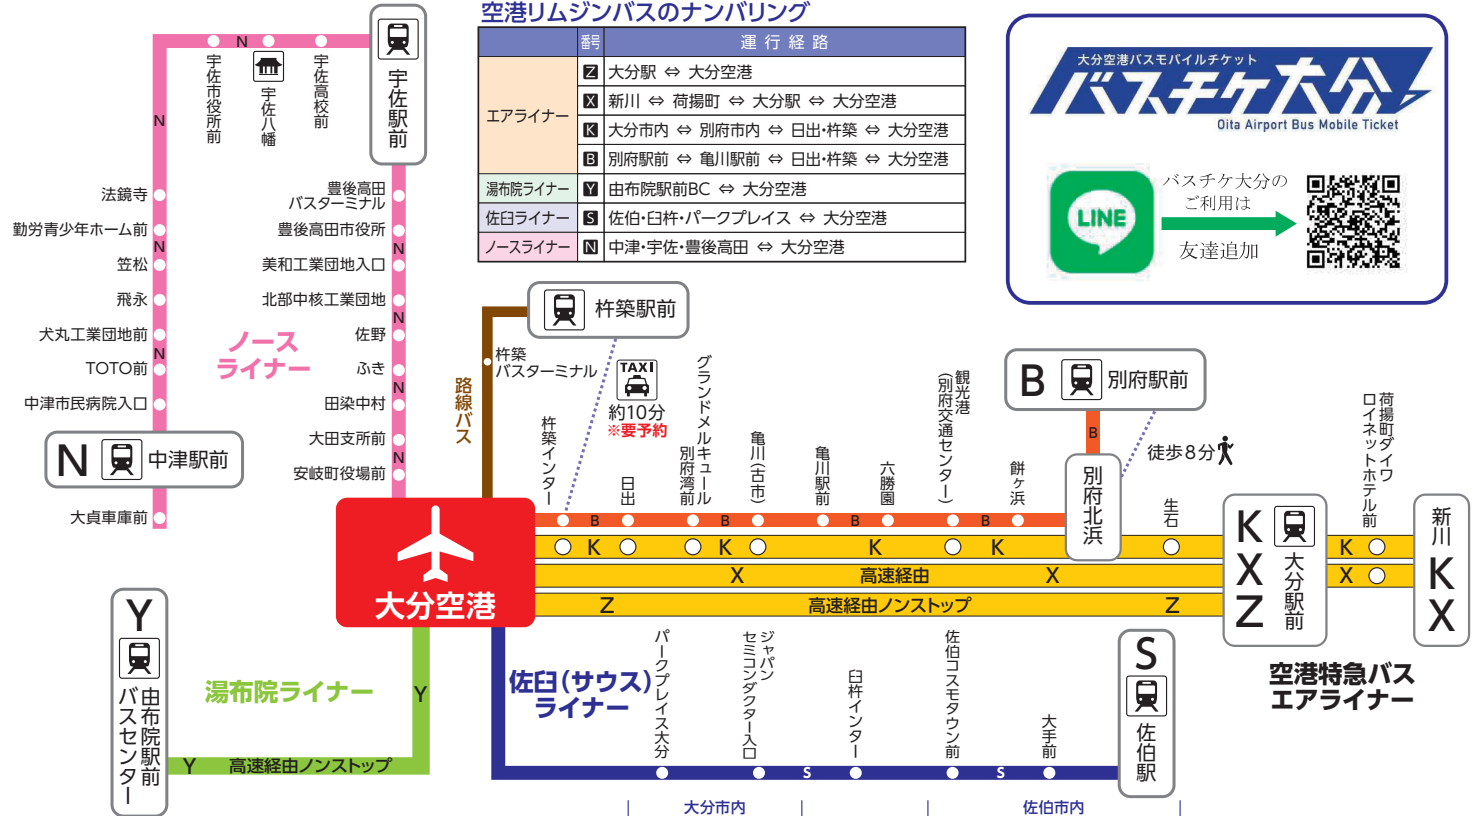 空港リムジンバスのナンバリング
番号 運行経路
エアライナー
Z 大分駅 ⇔ 大分空港
X 新川 ⇔ 荷揚町 ⇔ 大分駅 ⇔ 大分空港
K 大分市内 ⇔ 別府市内 ⇔ 日出・杵築 ⇔ 大分空港
B 別府駅前 ⇔ 亀川駅前 ⇔ 日出・杵築 ⇔ 大分空港
湯布院ライナー Y 由布院駅前BC ⇔ 大分空港
佐臼ライナー S 佐伯・臼杵・パークプレイス ⇔ 大分空港
ノースライナー N 中津・宇佐・豊後高田 ⇔ 大分空港
大分空港バスモバイルチケット
バスチケ大分
Oita Airport Bus Mobile Ticket
LINE
バスチケ大分の
ご利用は
友達追加
N
宇佐市役所前
宇佐八幡
宇佐高校前
宇佐駅前
N
法鏡寺
勤労青少年ホーム前
N
笠松
飛永
犬丸工業団地前
N
TOTO前
中津市民病院入口
N 中津駅前
大貞車庫前
ノース
ライナー
豊後高田
バスターミナル
豊後高田市役所
N
美和工業団地入口
北部中核工業団地
N
佐野
ふき
N
田染中村
大田支所前
N
安岐町役場前
路線バス
杵築駅前
杵築
バスターミナル
TAXI
約10分
※要予約
杵築インター
日出
グランドメルキュール
別府湾前
亀川(古市)
亀川駅前
六勝園
観光港
(別府交通センター)
餅ヶ浜
B 別府駅前
B
徒歩8分
別府北浜
生石
荷揚町ダイワ
ロイネットホテル前
大分空港
B B B B
K K K K
X 高速経由 X
Z 高速経由ノンストップ Z
K
X
Z
大分駅前
K
X
新川
K
X
空港特急バス
エアライナー
Y
由布院駅前
バスセンター
湯布院ライナー
Y
Y 高速経由ノンストップ
佐臼(サウス)
ライナー
パークプレイス大分
ジャパン
セミコンダクター入口
臼杵インター
佐伯コスモタウン前
大手前
S
佐伯駅
S S
大分市内
佐伯市内